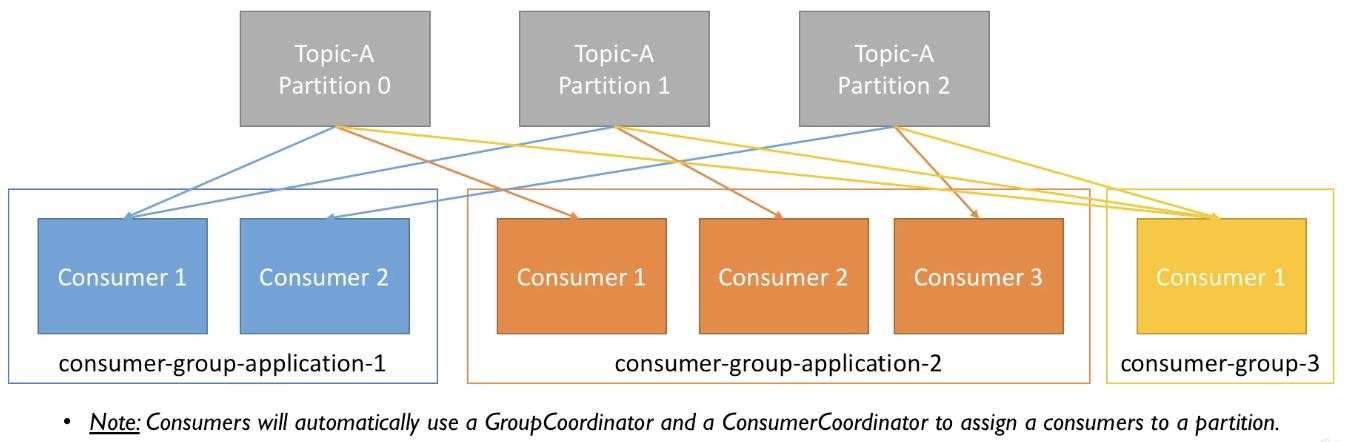 Topic-A
Partition 0
Topic-A
Partition 1
Topic-A
Partition 2
Consumer 1
Consumer 2
consumer-group-application-1
Consumer 1
Consumer 2
Consumer 3
consumer-group-application-2
Consumer 1
consumer-group-3
• Note: Consumers will automatically use a GroupCoordinator and a ConsumerCoordinator to assign a consumers to a partition.